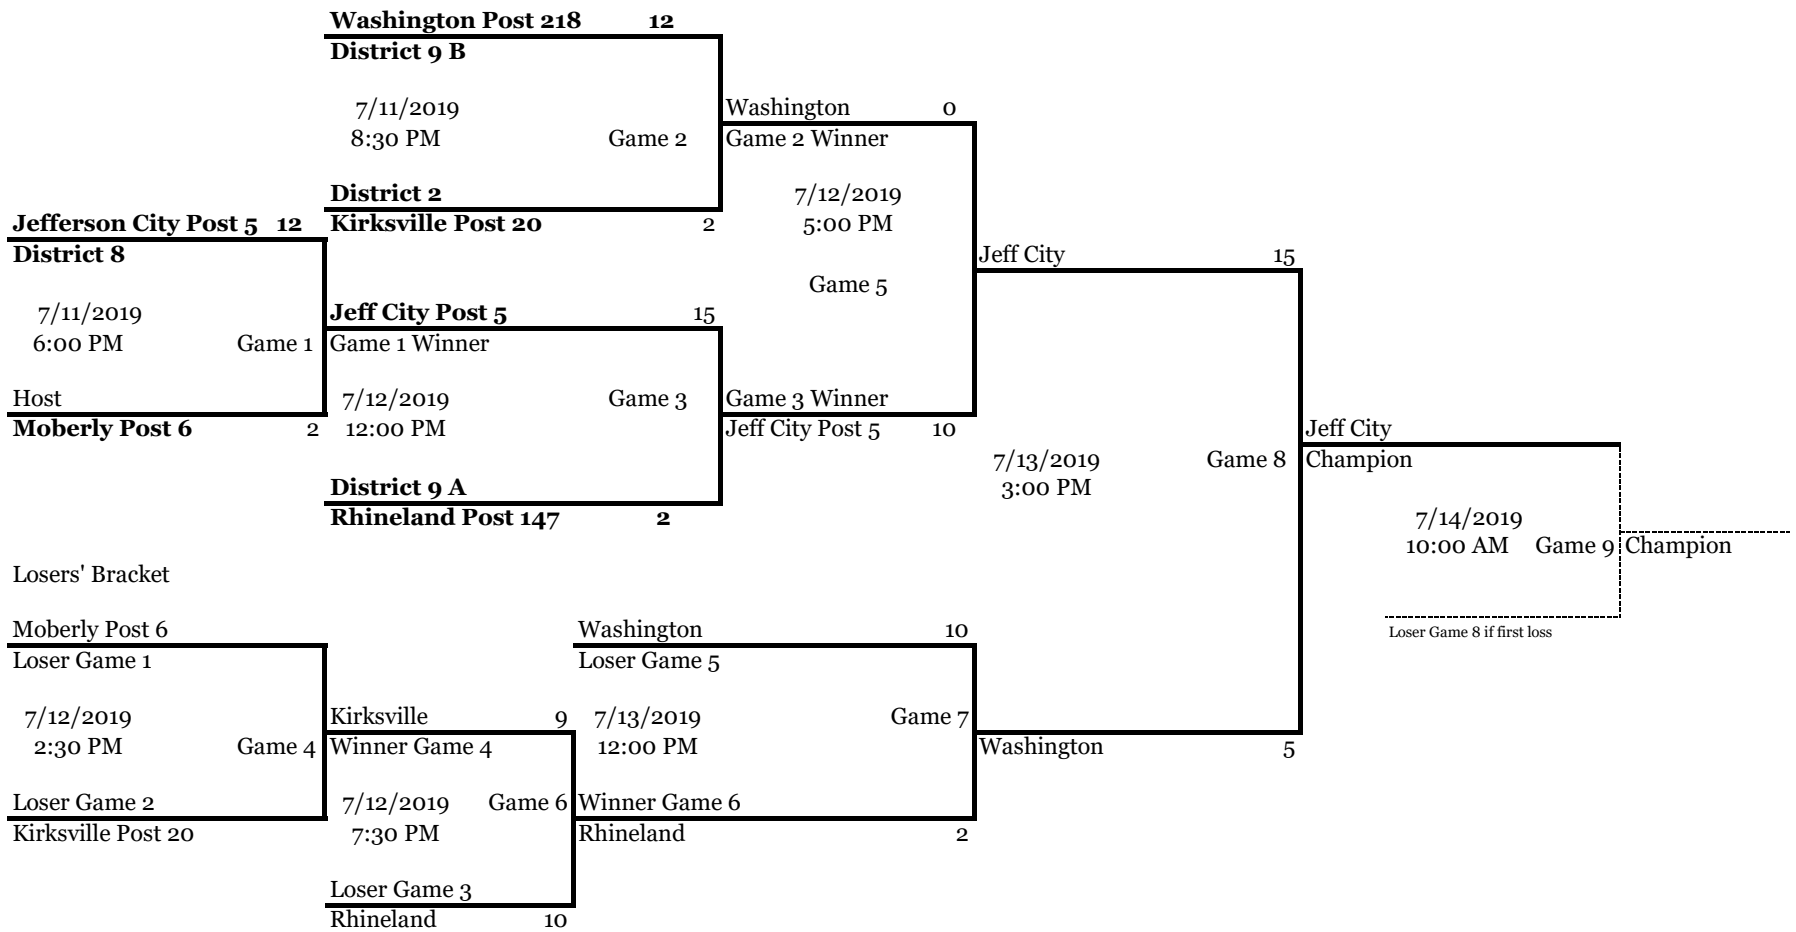 Washington Post 218 12
District 9 B
7/11/2019
8:30 PM Game 2
District 2
Kirksville Post 20 2
Washington 0
Game 2 Winner
7/12/2019
5:00 PM
Game 5
Jefferson City Post 5 12
District 8
7/11/2019
6:00 PM Game 1
Host
Moberly Post 6 2
Jeff City Post 5 15
Game 1 Winner
7/12/2019 Game 3
12:00 PM
District 9 A
Rhineland Post 147 2
Game 3 Winner
Jeff City Post 5 10
Jeff City 15
7/13/2019 Game 8
3:00 PM
Jeff City
Champion
7/14/2019
10:00 AM Game 9 Champion
Loser Game 8 if first loss
Losers' Bracket
Moberly Post 6
Loser Game 1
7/12/2019
2:30 PM Game 4
Loser Game 2
Kirksville Post 20
Kirksville 9
Winner Game 4
7/12/2019 Game 6
7:30 PM
Loser Game 3
Rhineland 10
Washington 10
Loser Game 5
7/13/2019 Game 7
12:00 PM
Winner Game 6
Rhineland 2
Washington 5